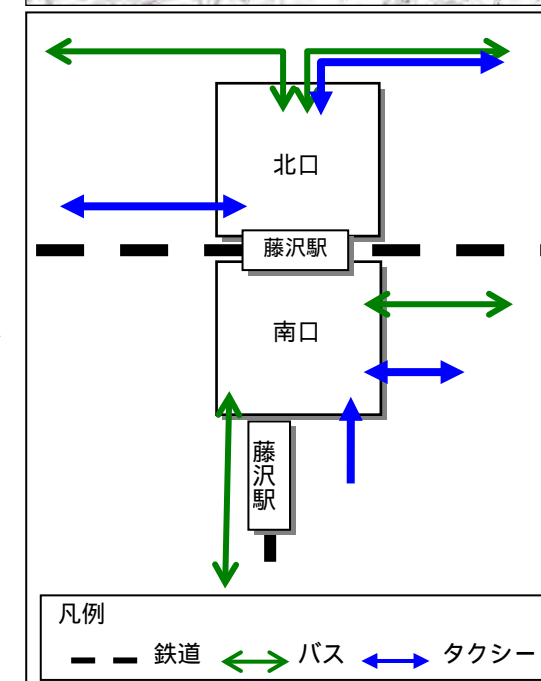 北口
藤沢駅
南口
藤沢駅
凡例
鉄道 バス タクシー